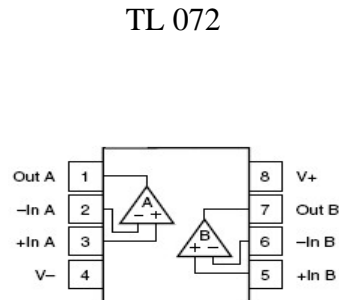 TL 072
Out A 1 8 V+
–In A 2 A – + 7 Out B
+In A 3 B + – 6 –In B
V– 4 5 +In B